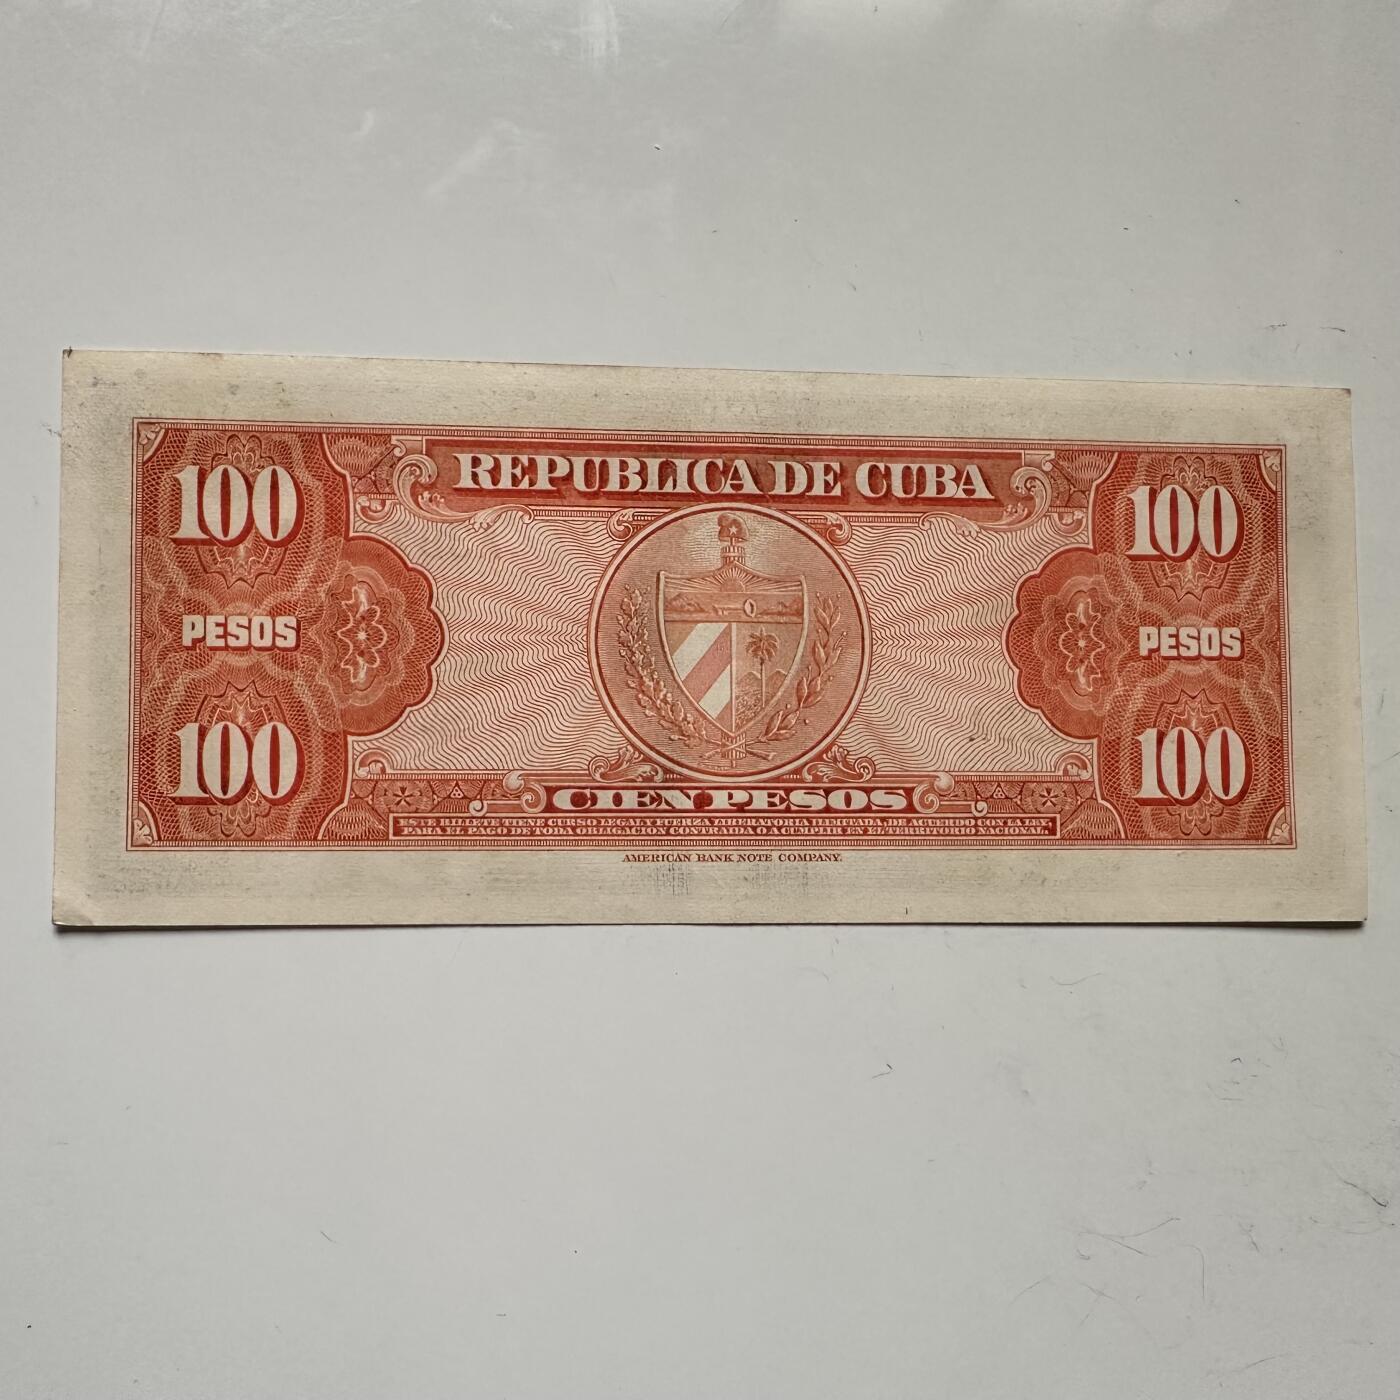 REPUBLICA DE CUBA
100 100
PESOS PESOS
100 100
CIEN PESOS
ESTE BILLETE TIENE CURSO LEGAL Y FUERZA LIBERATORIA ILIMITADA, DE ACUERDO CON LA LEY,
PARA EL PAGO DE TODA OBLIGACION CONTRAIDA O A CUMPLIR EN EL TERRITORIO NACIONAL.
AMERICAN BANK NOTE COMPANY.